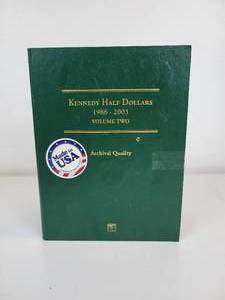 KENNEDY HALF DOLLARS
1986 - 2003
VOLUME TWO
Archival Quality
Made in
USA